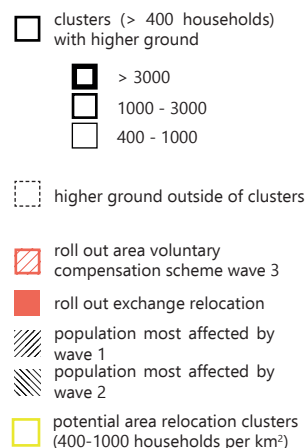 clusters (> 400 households)
with higher ground
> 3000
1000 - 3000
400 - 1000
higher ground outside of clusters
roll out area voluntary
compensation scheme wave 3
roll out exchange relocation
population most affected by
wave 1
population most affected by
wave 2
potential area relocation clusters
(400-1000 households per km²)